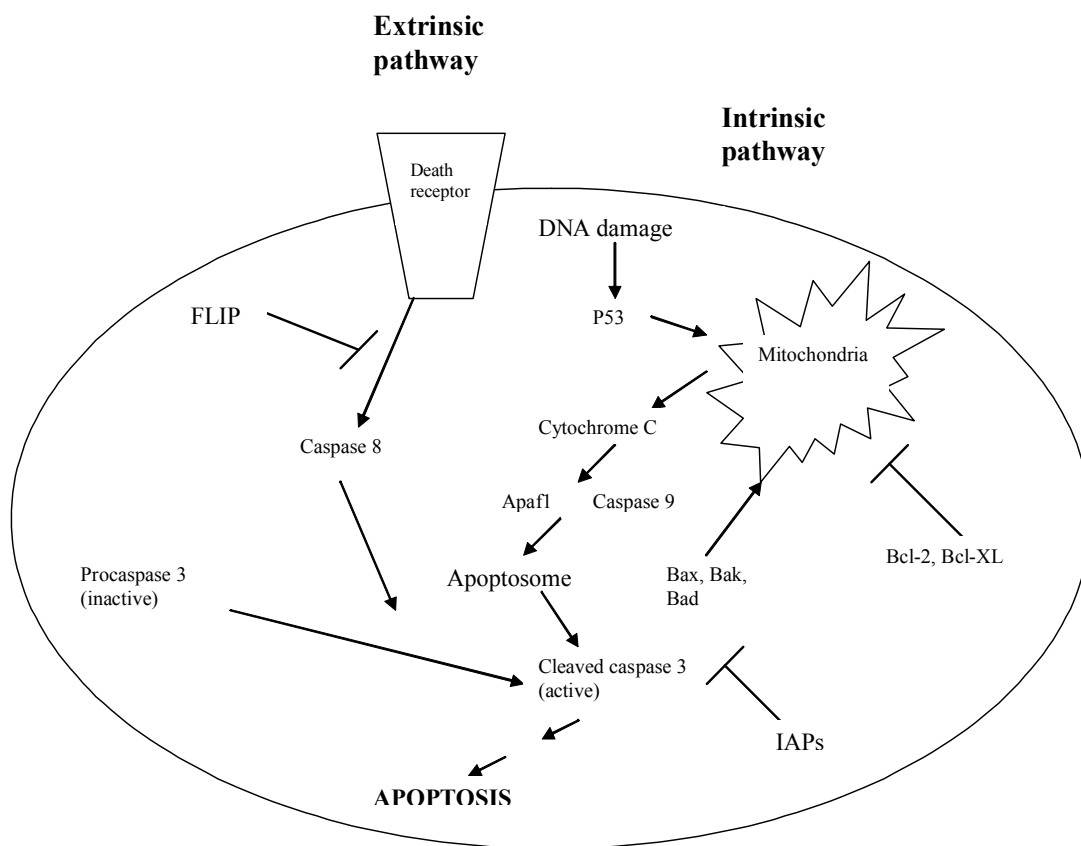 Extrinsic
pathway
Intrinsic
pathway
Death
receptor
DNA damage
FLIP
P53
Mitochondria
Cytochrome C
Caspase 8
Apaf1
Caspase 9
Bcl-2, Bcl-XL
Procaspase 3
(inactive)
Apoptosome
Bax, Bak,
Bad
Cleaved caspase 3
(active)
IAPs
APOPTOSIS